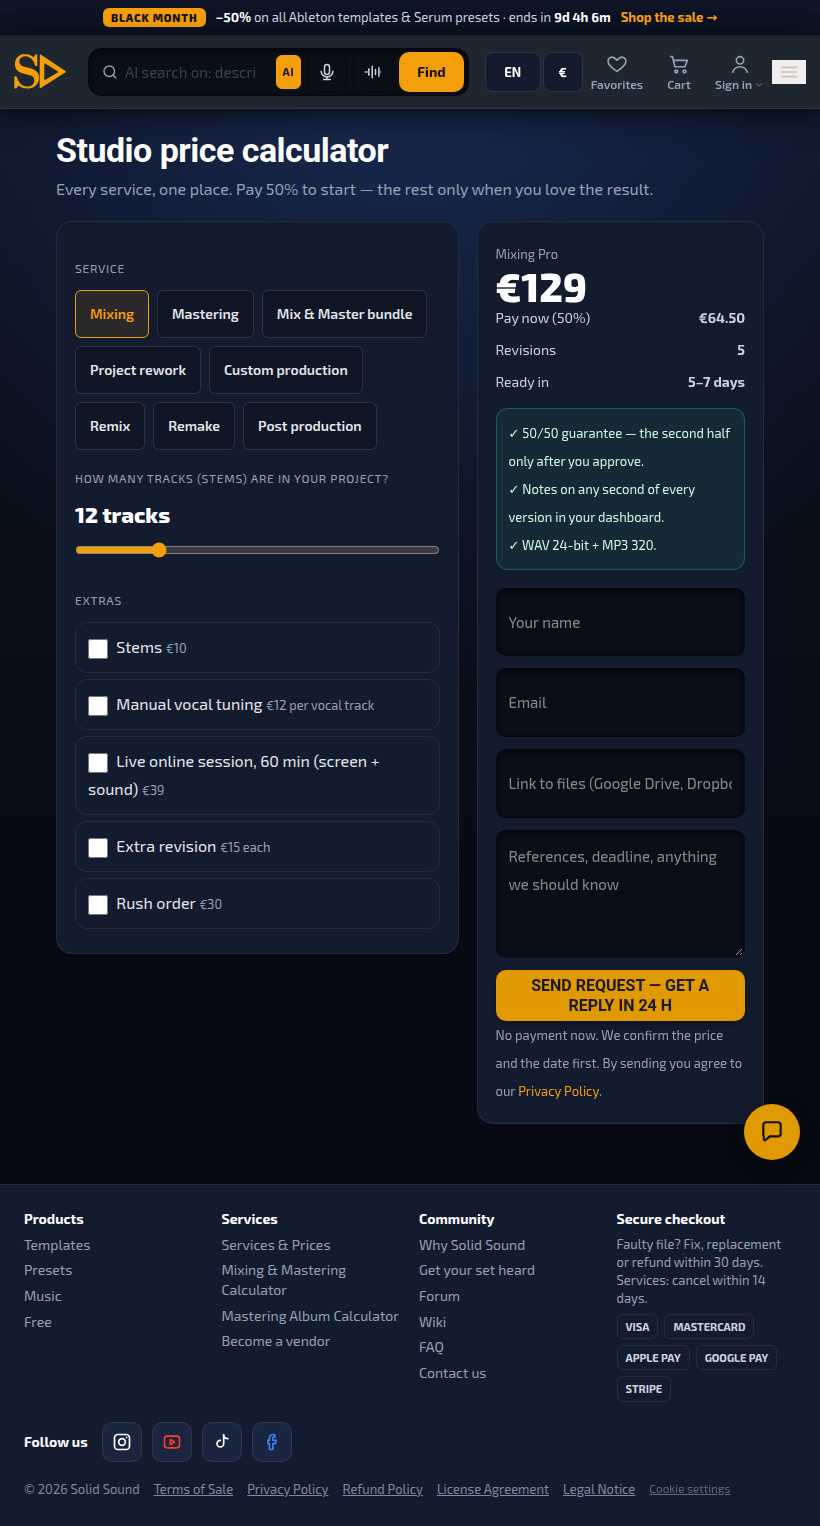 BLACK MONTH −50% on all Ableton templates & Serum presets · ends in 9d 4h 6m Shop the sale →
S
AI search on: descri
AI
Find
EN
€
Favorites
Cart
Sign in
Studio price calculator
Every service, one place. Pay 50% to start — the rest only when you love the result.
SERVICE
Mixing
Mastering
Mix & Master bundle
Project rework
Custom production
Remix
Remake
Post production
HOW MANY TRACKS (STEMS) ARE IN YOUR PROJECT?
12 tracks
EXTRAS
Stems €10
Manual vocal tuning €12 per vocal track
Live online session, 60 min (screen +
sound) €39
Extra revision €15 each
Rush order €30
Mixing Pro
€129
Pay now (50%) €64.50
Revisions 5
Ready in 5–7 days
✓ 50/50 guarantee — the second half
only after you approve.
✓ Notes on any second of every
version in your dashboard.
✓ WAV 24-bit + MP3 320.
Your name
Email
Link to files (Google Drive, Dropbo
References, deadline, anything
we should know
SEND REQUEST — GET A
REPLY IN 24 H
No payment now. We confirm the price
and the date first. By sending you agree to
our Privacy Policy.
Products
Templates
Presets
Music
Free
Services
Services & Prices
Mixing & Mastering
Calculator
Mastering Album Calculator
Become a vendor
Community
Why Solid Sound
Get your set heard
Forum
Wiki
FAQ
Contact us
Secure checkout
Faulty file? Fix, replacement
or refund within 30 days.
Services: cancel within 14
days.
VISA
MASTERCARD
APPLE PAY
GOOGLE PAY
STRIPE
Follow us
© 2026 Solid Sound Terms of Sale Privacy Policy Refund Policy License Agreement Legal Notice Cookie settings